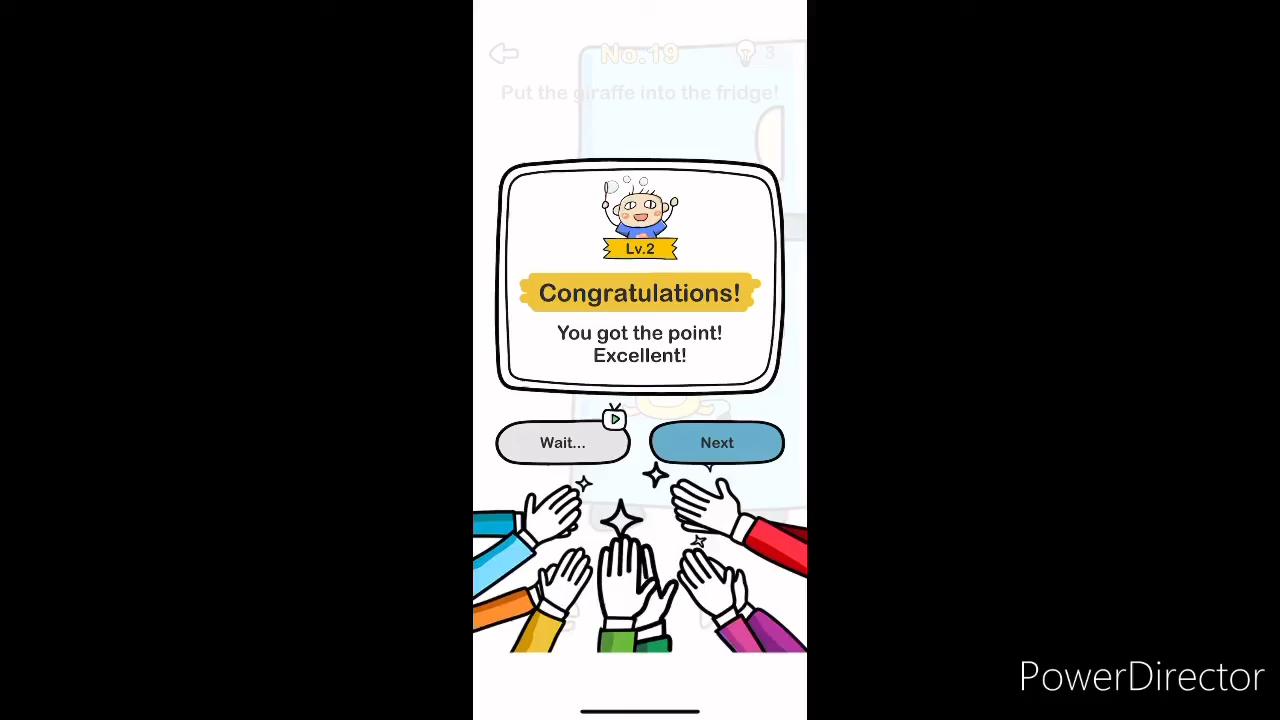 No.19
3
Put the giraffe into the fridge!
Lv.2
Congratulations!
You got the point!
Excellent!
Wait...
Next
PowerDirector